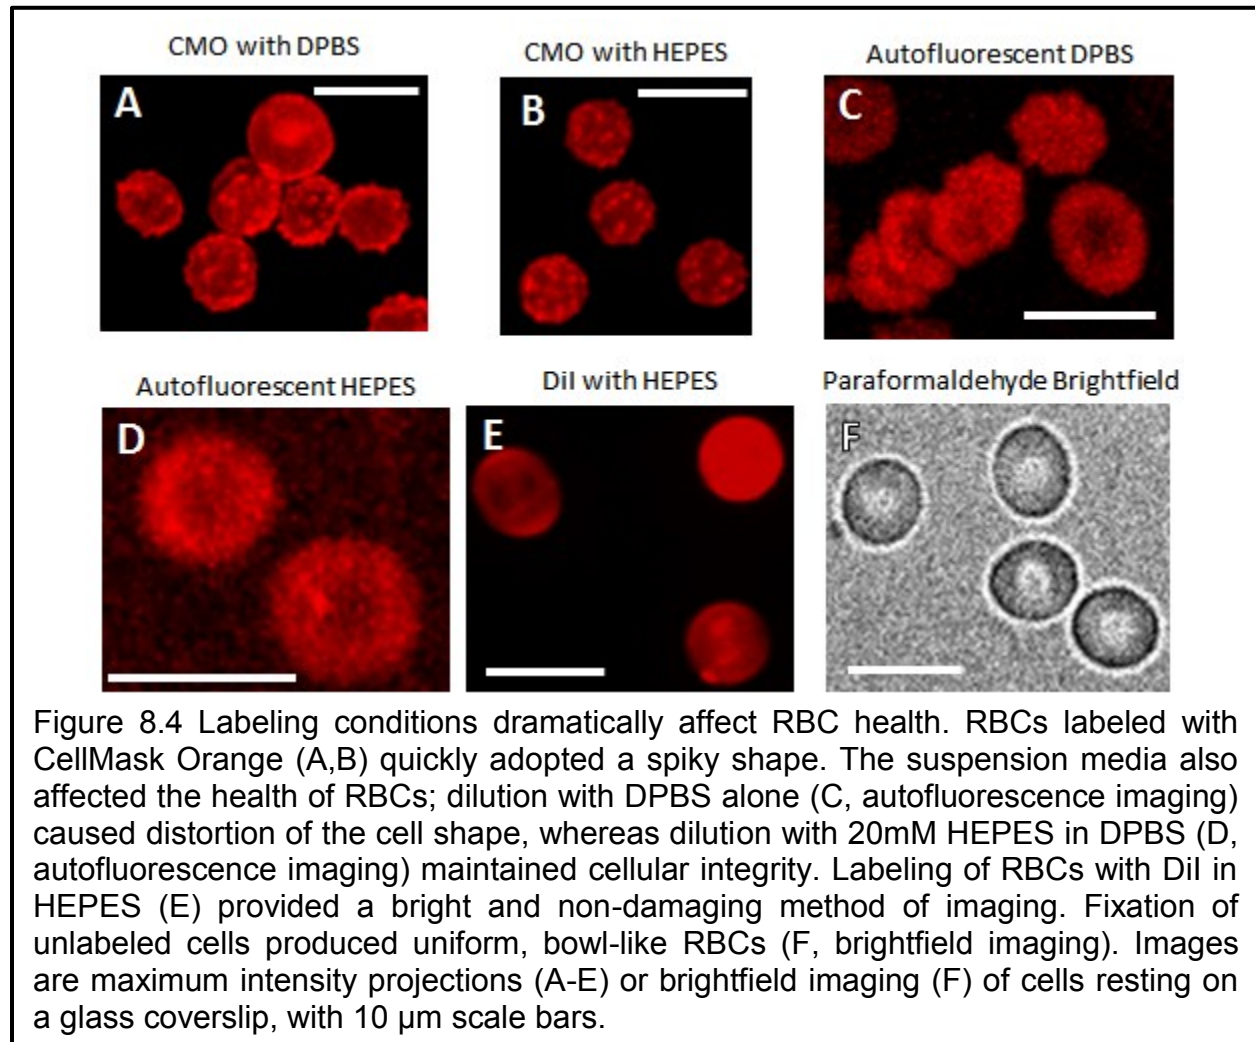 CMO with DPBS
CMO with HEPES
Autofluorescent DPBS
A
B
C
Autofluorescent HEPES
DiI with HEPES
Paraformaldehyde Brightfield
D
E
F
Figure 8.4 Labeling conditions dramatically affect RBC health. RBCs labeled with
CellMask Orange (A,B) quickly adopted a spiky shape. The suspension media also
affected the health of RBCs; dilution with DPBS alone (C, autofluorescence imaging)
caused distortion of the cell shape, whereas dilution with 20mM HEPES in DPBS (D,
autofluorescence imaging) maintained cellular integrity. Labeling of RBCs with DiI in
HEPES (E) provided a bright and non-damaging method of imaging. Fixation of
unlabeled cells produced uniform, bowl-like RBCs (F, brightfield imaging). Images
are maximum intensity projections (A-E) or brightfield imaging (F) of cells resting on
a glass coverslip, with 10 µm scale bars.